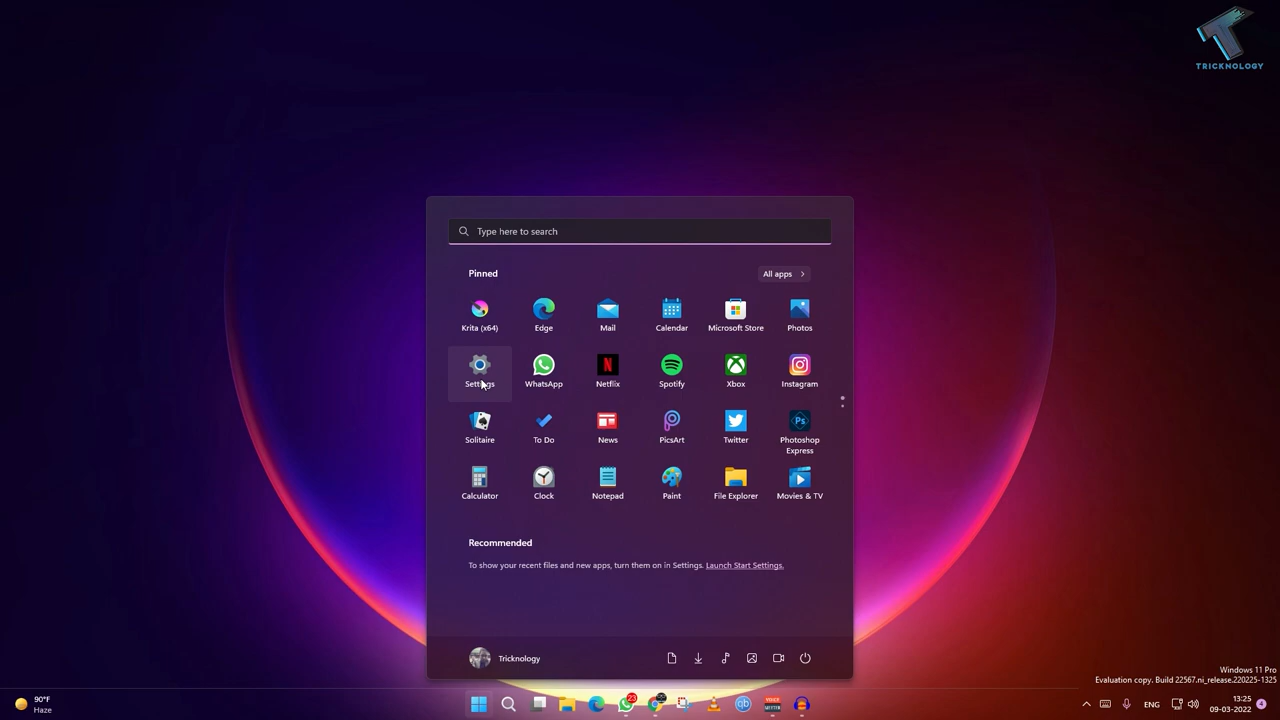 TRICKNOLOGY
Type here to search
Pinned
All apps
Krita (x64)
Edge
Mail
Calendar
Microsoft Store
Photos
Settings
WhatsApp
Netflix
Spotify
Xbox
Instagram
Solitaire
To Do
News
PicsArt
Twitter
Photoshop
Express
Calculator
Clock
Notepad
Paint
File Explorer
Movies & TV
Recommended
To show your recent files and new apps, turn them on in Settings. Launch Start Settings.
Tricknology
Windows 11 Pro
Evaluation copy. Build 22567.ni_release.220225-1321
90°F
Haze
23
ENG
13:25
09-03-2022
4